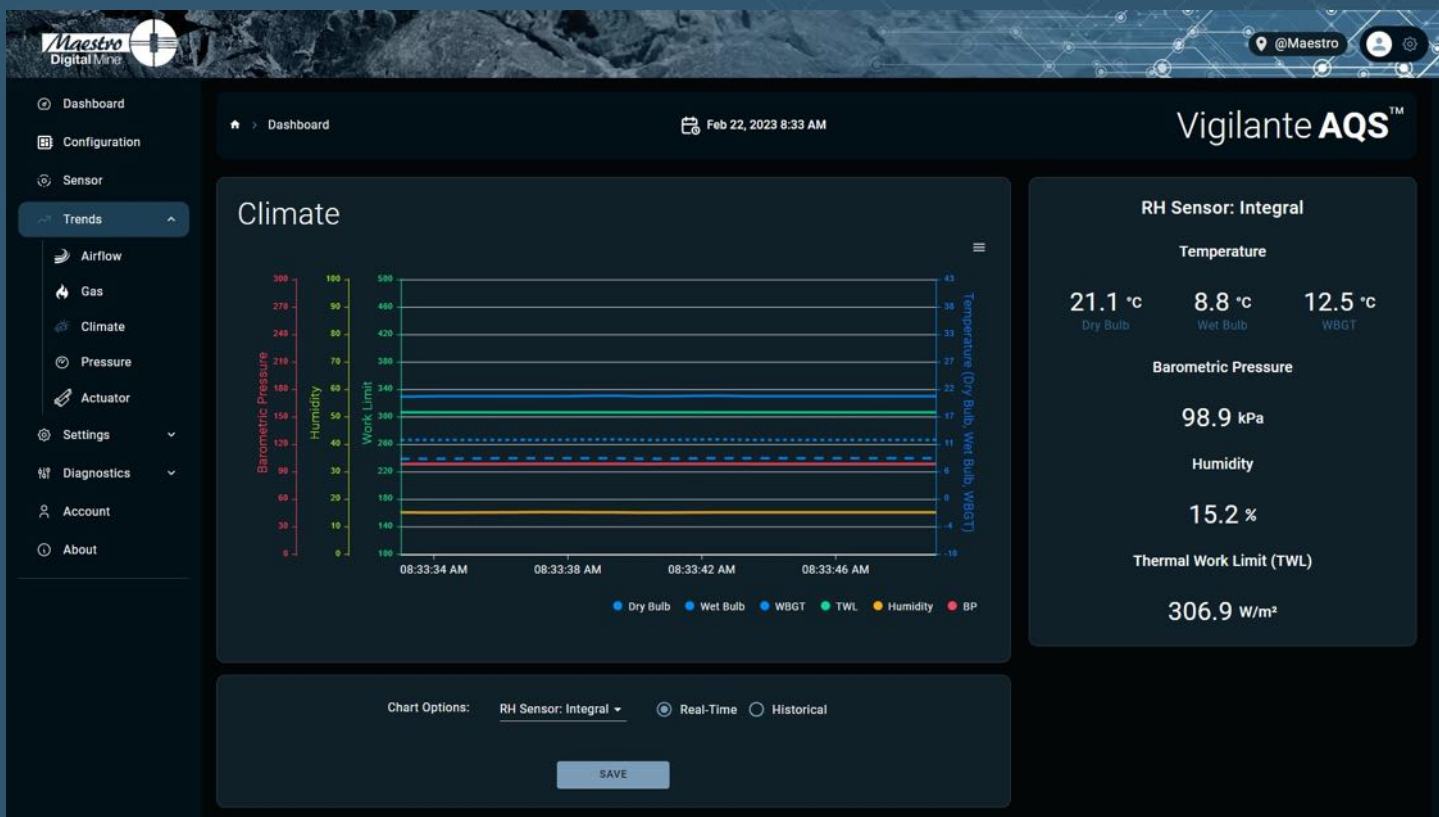 Maestro
Digital Mine
@Maestro
Dashboard
Configuration
Sensor
Trends
Airflow
Gas
Climate
Pressure
Actuator
Settings
Diagnostics
Account
About
> Dashboard
Feb 22, 2023 8:33 AM
Vigilante AQS™
Climate
Barometric Pressure
300
270
240
210
180
150
120
90
60
30
0
Humidity
100
90
80
70
60
50
40
30
20
10
0
Work Limit
500
460
420
380
340
300
260
220
180
140
100
43
38
33
27
22
17
11
6
0
-4
-10
Temperature (Dry Bulb, Wet Bulb, WBGT)
08:33:34 AM 08:33:38 AM 08:33:42 AM 08:33:46 AM
Dry Bulb Wet Bulb WBGT TWL Humidity BP
Chart Options: RH Sensor: Integral Real-Time Historical
SAVE
RH Sensor: Integral
Temperature
21.1 °C 8.8 °C 12.5 °C
Dry Bulb Wet Bulb WBGT
Barometric Pressure
98.9 kPa
Humidity
15.2 %
Thermal Work Limit (TWL)
306.9 W/m²